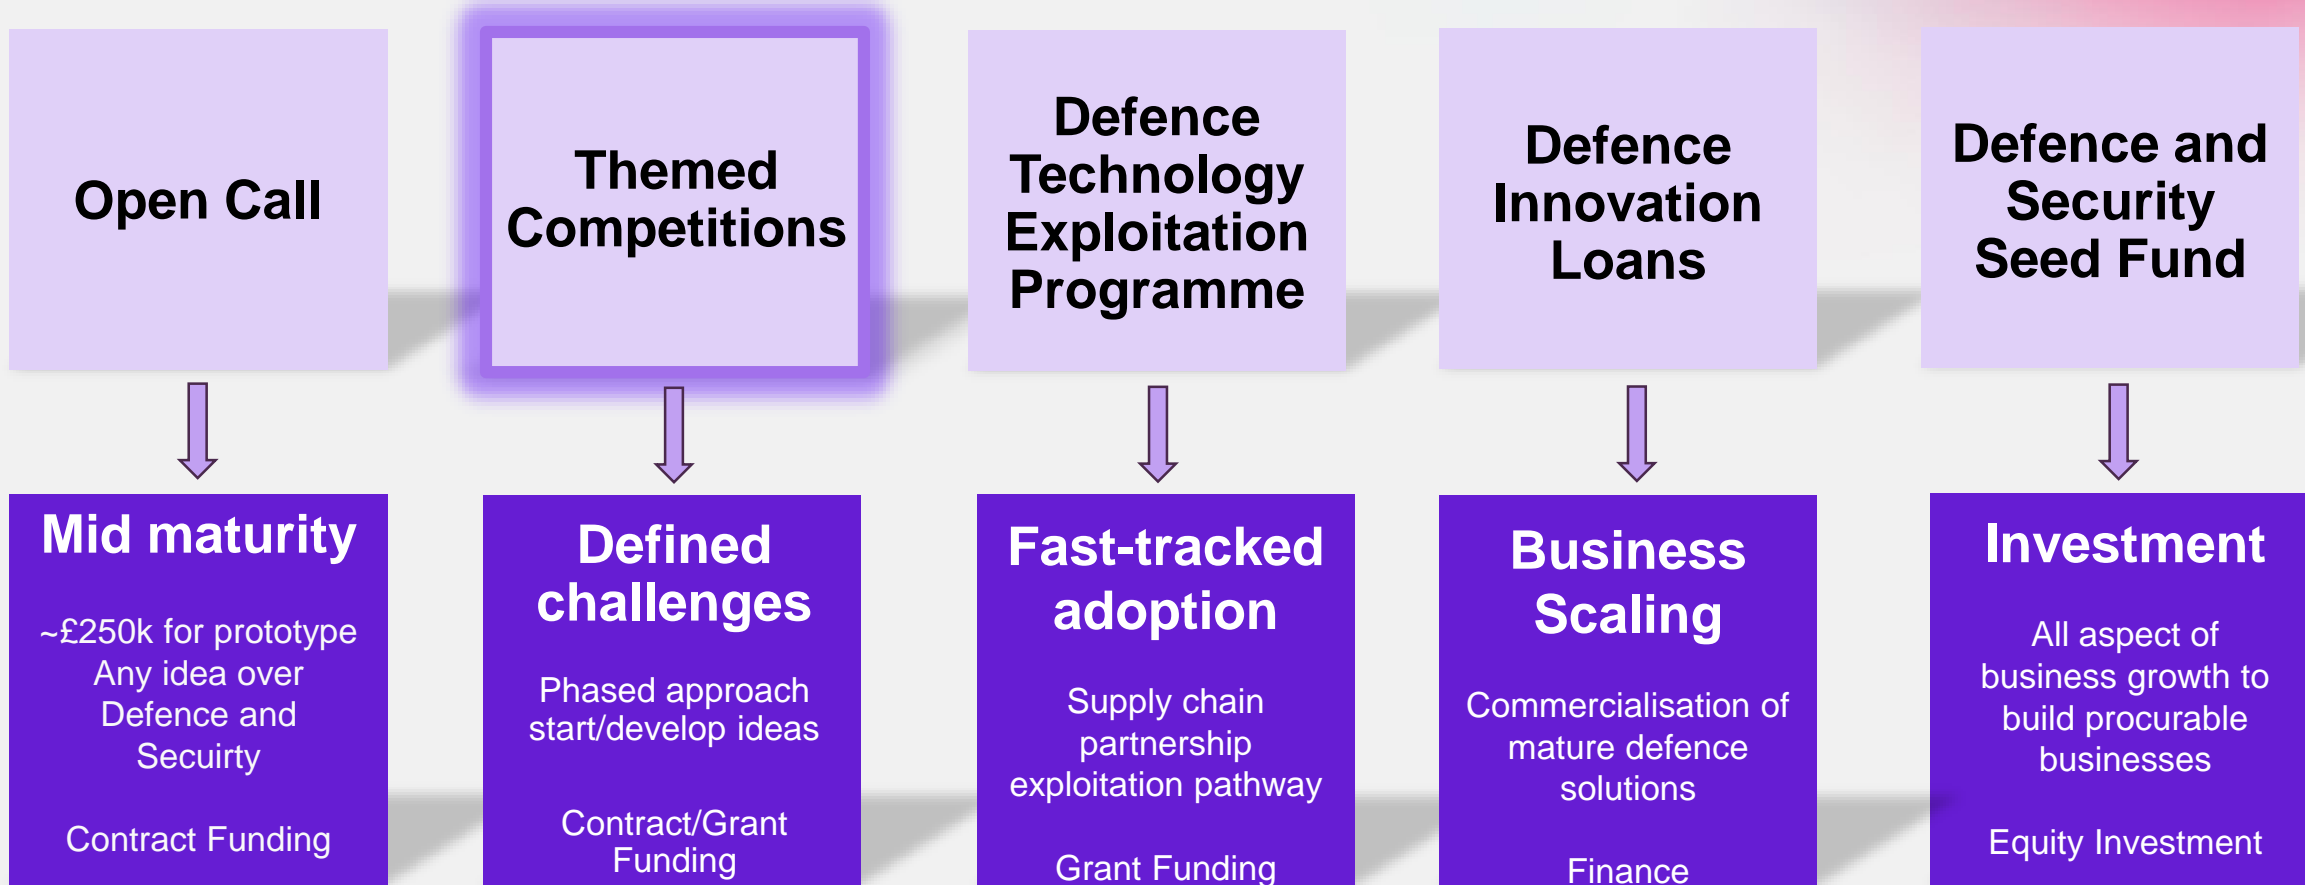 Open Call
Themed
Competitions
Defence
Technology
Exploitation
Programme
Defence
Innovation
Loans
Defence and
Security
Seed Fund
Mid maturity
~£250k for prototype
Any idea over
Defence and
Secuirty
Contract Funding
Defined
challenges
Phased approach
start/develop ideas
Contract/Grant
Funding
Fast-tracked
adoption
Supply chain
partnership
exploitation pathway
Grant Funding
Business
Scaling
Commercialisation of
mature defence
solutions
Finance
Investment
All aspect of
business growth to
build procurable
businesses
Equity Investment